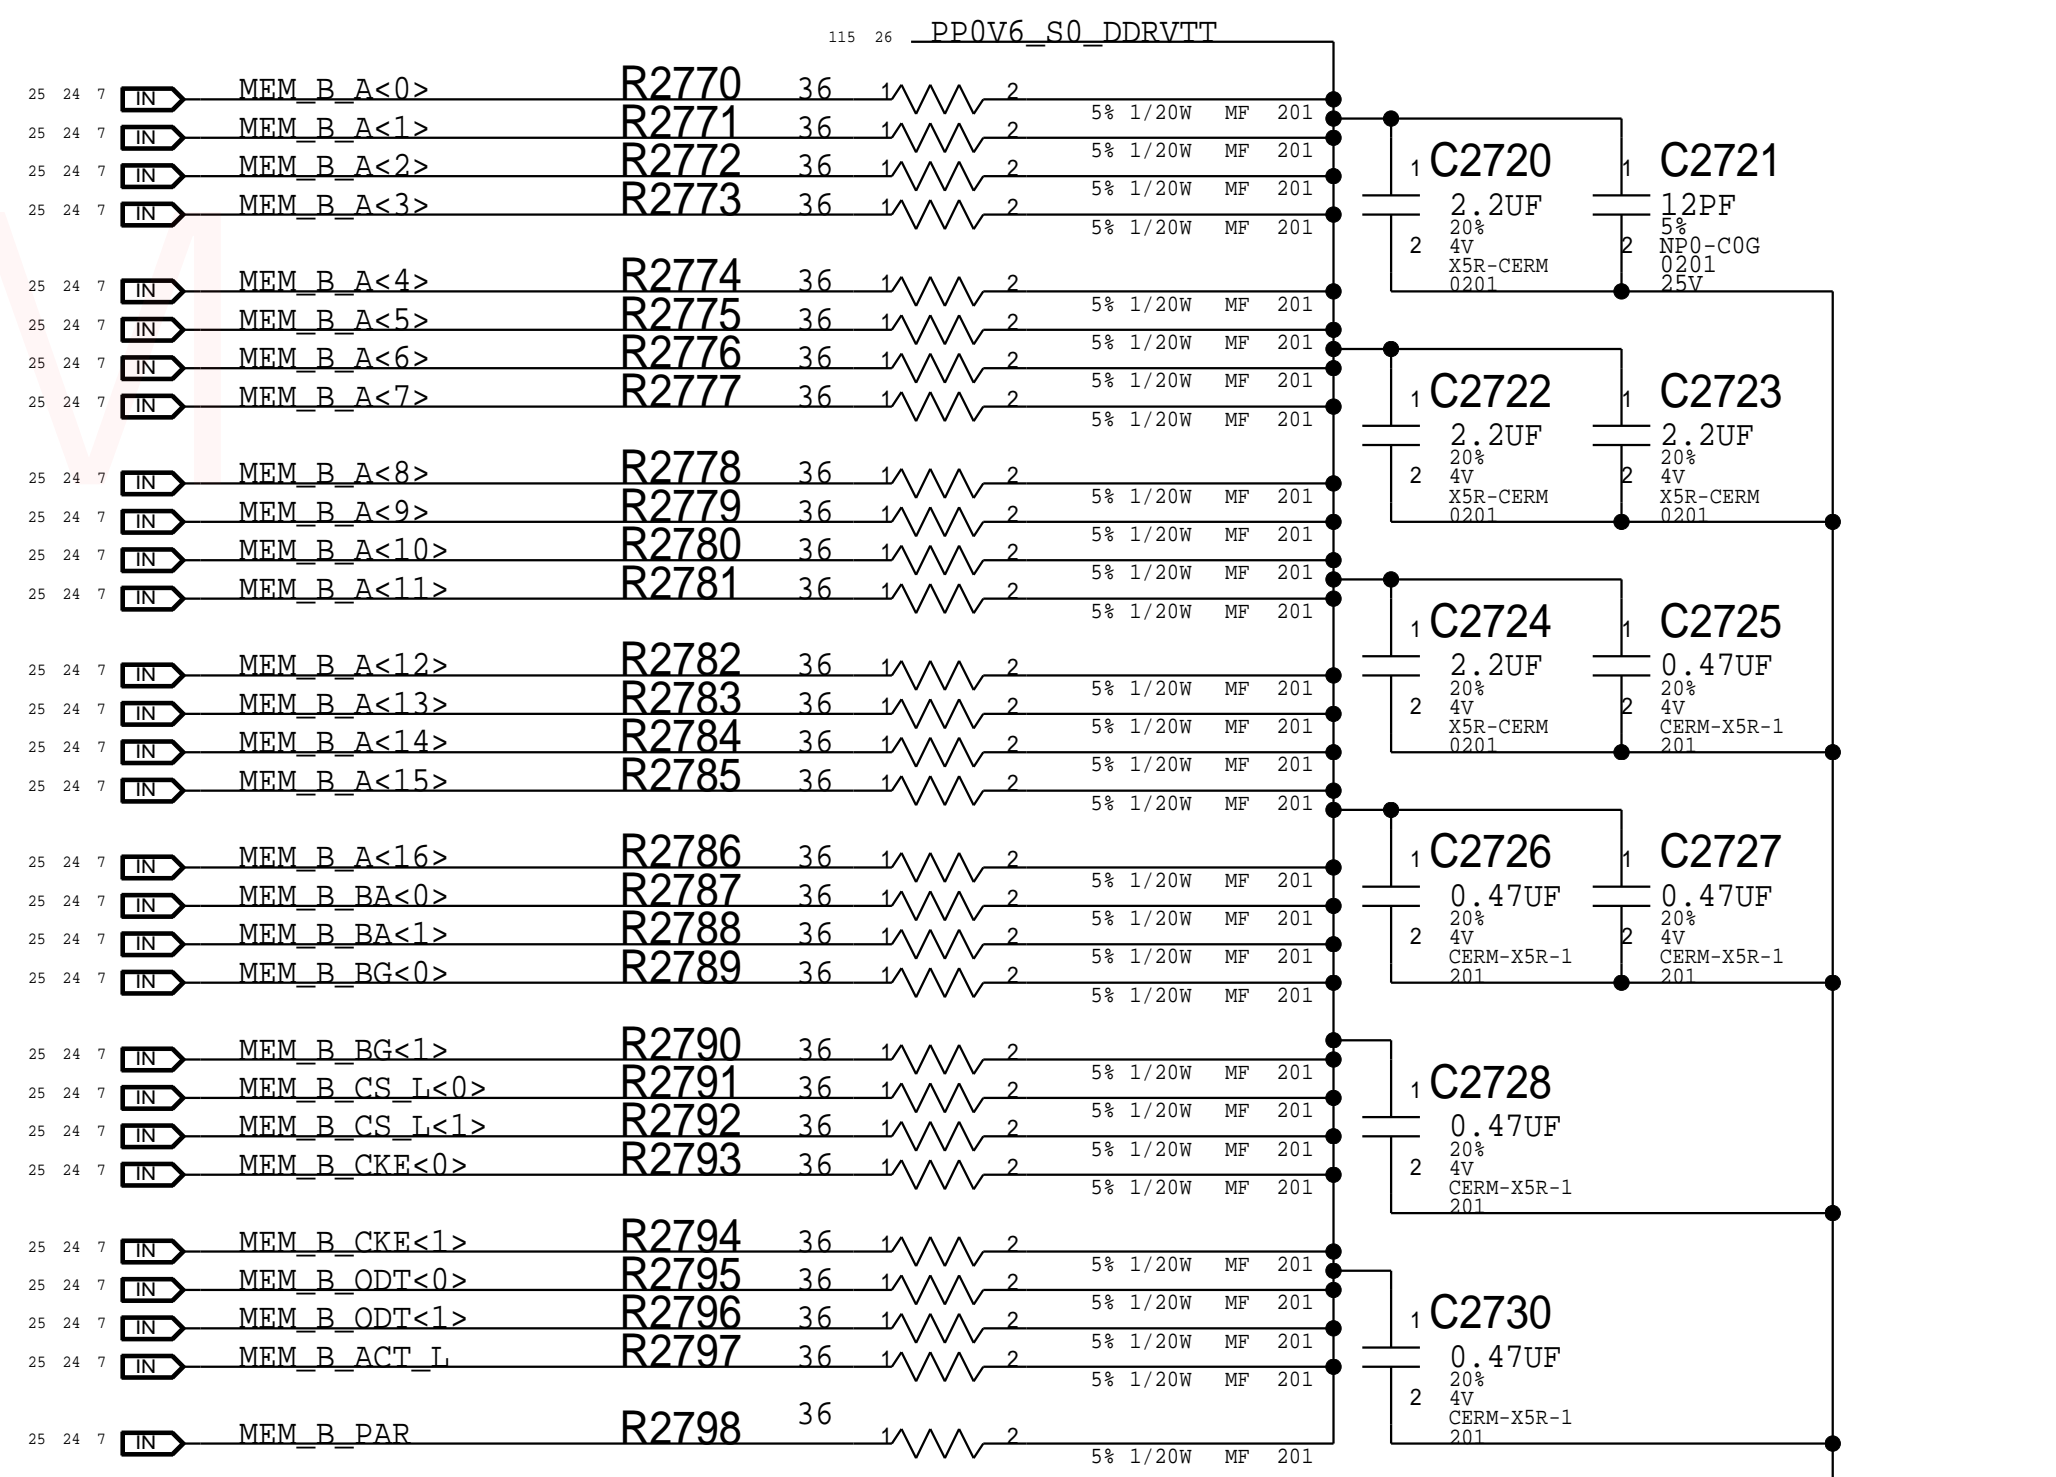 115 26 PP0V6_S0_DDRVTT
25 24 7 IN MEM_B_A<0> R2770 36 1 2 5% 1/20W MF 201
25 24 7 IN MEM_B_A<1> R2771 36 1 2 5% 1/20W MF 201
25 24 7 IN MEM_B_A<2> R2772 36 1 2 5% 1/20W MF 201
25 24 7 IN MEM_B_A<3> R2773 36 1 2 5% 1/20W MF 201
25 24 7 IN MEM_B_A<4> R2774 36 1 2 5% 1/20W MF 201
25 24 7 IN MEM_B_A<5> R2775 36 1 2 5% 1/20W MF 201
25 24 7 IN MEM_B_A<6> R2776 36 1 2 5% 1/20W MF 201
25 24 7 IN MEM_B_A<7> R2777 36 1 2 5% 1/20W MF 201
25 24 7 IN MEM_B_A<8> R2778 36 1 2 5% 1/20W MF 201
25 24 7 IN MEM_B_A<9> R2779 36 1 2 5% 1/20W MF 201
25 24 7 IN MEM_B_A<10> R2780 36 1 2 5% 1/20W MF 201
25 24 7 IN MEM_B_A<11> R2781 36 1 2 5% 1/20W MF 201
25 24 7 IN MEM_B_A<12> R2782 36 1 2 5% 1/20W MF 201
25 24 7 IN MEM_B_A<13> R2783 36 1 2 5% 1/20W MF 201
25 24 7 IN MEM_B_A<14> R2784 36 1 2 5% 1/20W MF 201
25 24 7 IN MEM_B_A<15> R2785 36 1 2 5% 1/20W MF 201
25 24 7 IN MEM_B_A<16> R2786 36 1 2 5% 1/20W MF 201
25 24 7 IN MEM_B_BA<0> R2787 36 1 2 5% 1/20W MF 201
25 24 7 IN MEM_B_BA<1> R2788 36 1 2 5% 1/20W MF 201
25 24 7 IN MEM_B_BG<0> R2789 36 1 2 5% 1/20W MF 201
25 24 7 IN MEM_B_BG<1> R2790 36 1 2 5% 1/20W MF 201
25 24 7 IN MEM_B_CS_L<0> R2791 36 1 2 5% 1/20W MF 201
25 24 7 IN MEM_B_CS_L<1> R2792 36 1 2 5% 1/20W MF 201
25 24 7 IN MEM_B_CKE<0> R2793 36 1 2 5% 1/20W MF 201
25 24 7 IN MEM_B_CKE<1> R2794 36 1 2 5% 1/20W MF 201
25 24 7 IN MEM_B_ODT<0> R2795 36 1 2 5% 1/20W MF 201
25 24 7 IN MEM_B_ODT<1> R2796 36 1 2 5% 1/20W MF 201
25 24 7 IN MEM_B_ACT_L R2797 36 1 2 5% 1/20W MF 201
25 24 7 IN MEM_B_PAR R2798 36 1 2 5% 1/20W MF 201
1 C2720
2.2UF
20%
2 4V
X5R-CERM
0201
1 C2721
12PF
5%
2 NP0-C0G
0201
25V
1 C2722
2.2UF
20%
2 4V
X5R-CERM
0201
1 C2723
2.2UF
20%
2 4V
X5R-CERM
0201
1 C2724
2.2UF
20%
2 4V
X5R-CERM
0201
1 C2725
0.47UF
20%
2 4V
CERM-X5R-1
201
1 C2726
0.47UF
20%
2 4V
CERM-X5R-1
201
1 C2727
0.47UF
20%
2 4V
CERM-X5R-1
201
1 C2728
0.47UF
20%
2 4V
CERM-X5R-1
201
1 C2730
0.47UF
20%
2 4V
CERM-X5R-1
201